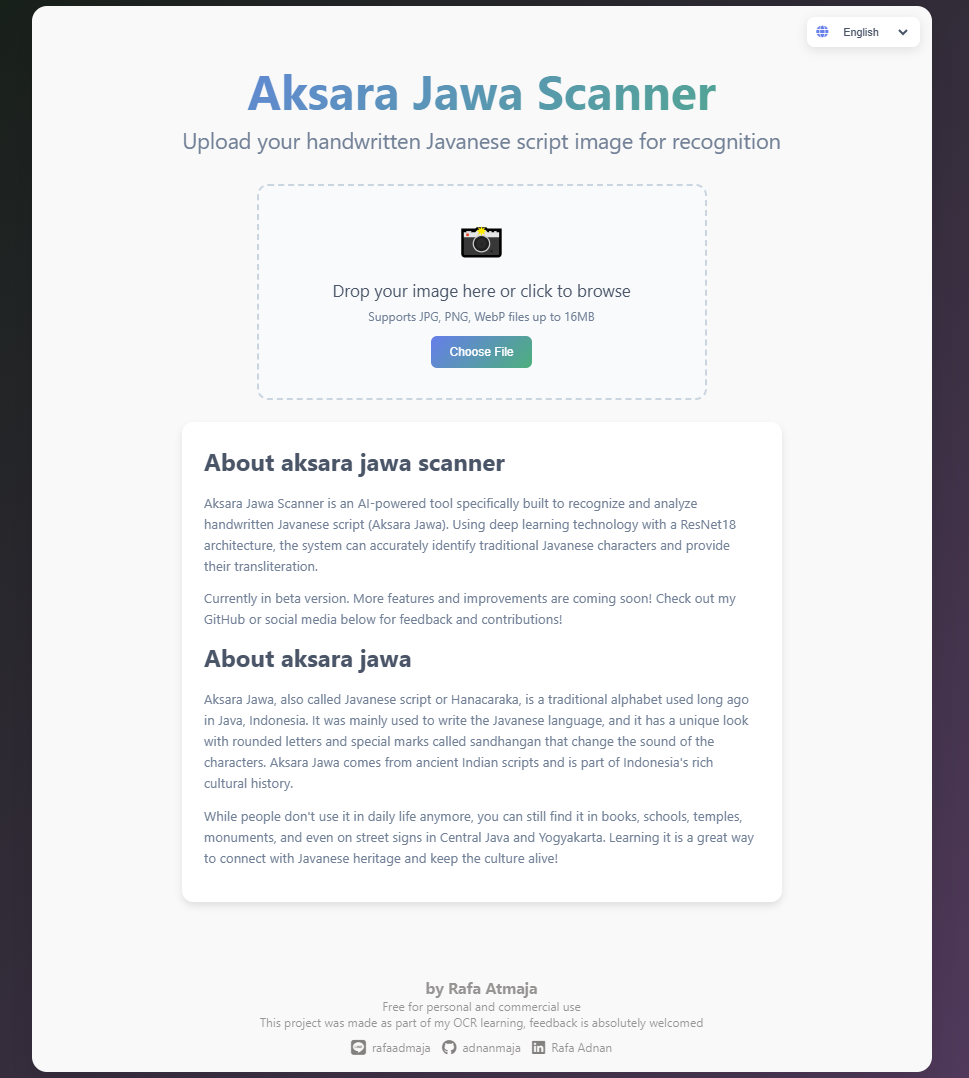 English
Aksara Jawa Scanner
Upload your handwritten Javanese script image for recognition
Drop your image here or click to browse
Supports JPG, PNG, WebP files up to 16MB
Choose File
About aksara jawa scanner
Aksara Jawa Scanner is an AI-powered tool specifically built to recognize and analyze
handwritten Javanese script (Aksara Jawa). Using deep learning technology with a ResNet18
architecture, the system can accurately identify traditional Javanese characters and provide
their transliteration.
Currently in beta version. More features and improvements are coming soon! Check out my
GitHub or social media below for feedback and contributions!
About aksara jawa
Aksara Jawa, also called Javanese script or Hanacaraka, is a traditional alphabet used long ago
in Java, Indonesia. It was mainly used to write the Javanese language, and it has a unique look
with rounded letters and special marks called sandhangan that change the sound of the
characters. Aksara Jawa comes from ancient Indian scripts and is part of Indonesia's rich
cultural history.
While people don't use it in daily life anymore, you can still find it in books, schools, temples,
monuments, and even on street signs in Central Java and Yogyakarta. Learning it is a great way
to connect with Javanese heritage and keep the culture alive!
by Rafa Atmaja
Free for personal and commercial use
This project was made as part of my OCR learning, feedback is absolutely welcomed
rafaadmaja adnanmaja Rafa Adnan